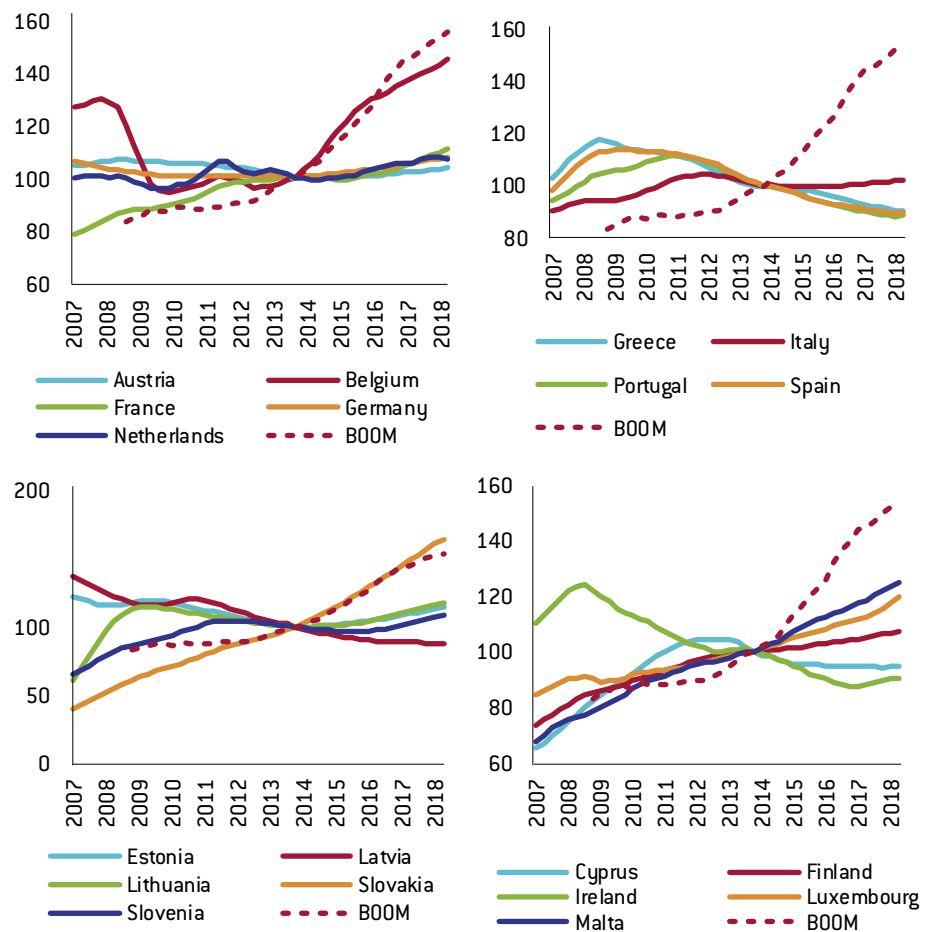 160
140
120
100
80
60
2007 2008 2009 2010 2011 2012 2013 2014 2015 2016 2017 2018
Austria Belgium
France Germany
Netherlands BOOM
160
140
120
100
80
2007 2008 2009 2010 2011 2012 2013 2014 2015 2016 2017 2018
Greece Italy
Portugal Spain
BOOM
200
100
50
0
2007 2008 2009 2010 2011 2012 2013 2014 2015 2016 2017 2018
Estonia Latvia
Lithuania Slovakia
Slovenia BOOM
160
140
120
100
80
60
2007 2008 2009 2010 2011 2012 2013 2014 2015 2016 2017 2018
Cyprus Finland
Ireland Luxembourg
Malta BOOM